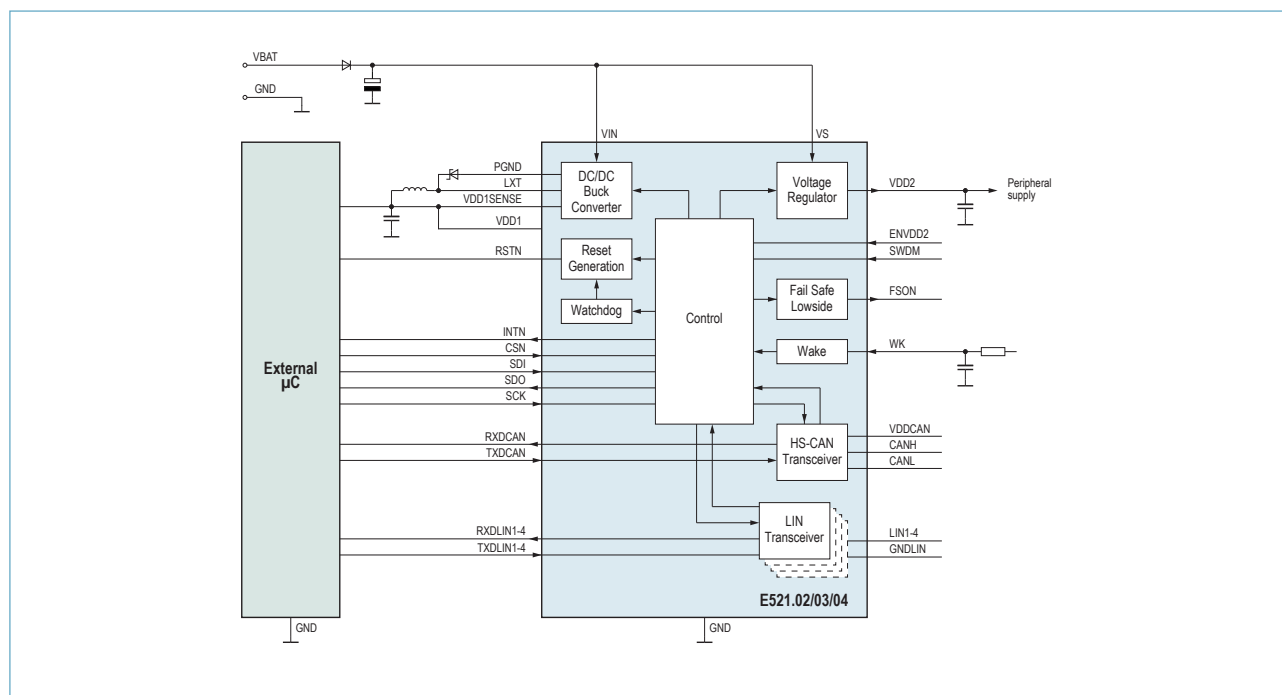 VBAT
GND
VIN
VS
PGND
LXT
VDD1SENSE
VDD1
DC/DC
Buck
Converter
Voltage
Regulator
VDD2
Peripheral
supply
ENVDD2
SWDM
RSTN
Reset
Generation
Fail Safe
Lowside
FSON
Watchdog
Control
INTN
CSN
SDI
SDO
SCK
External
µC
Wake
WK
RXDCAN
TXDCAN
HS-CAN
Transceiver
VDDCAN
CANH
CANL
RXDLIN1-4
TXDLIN1-4
LIN
Transceiver
LIN1-4
GNDLIN
E521.02/03/04
GND
GND